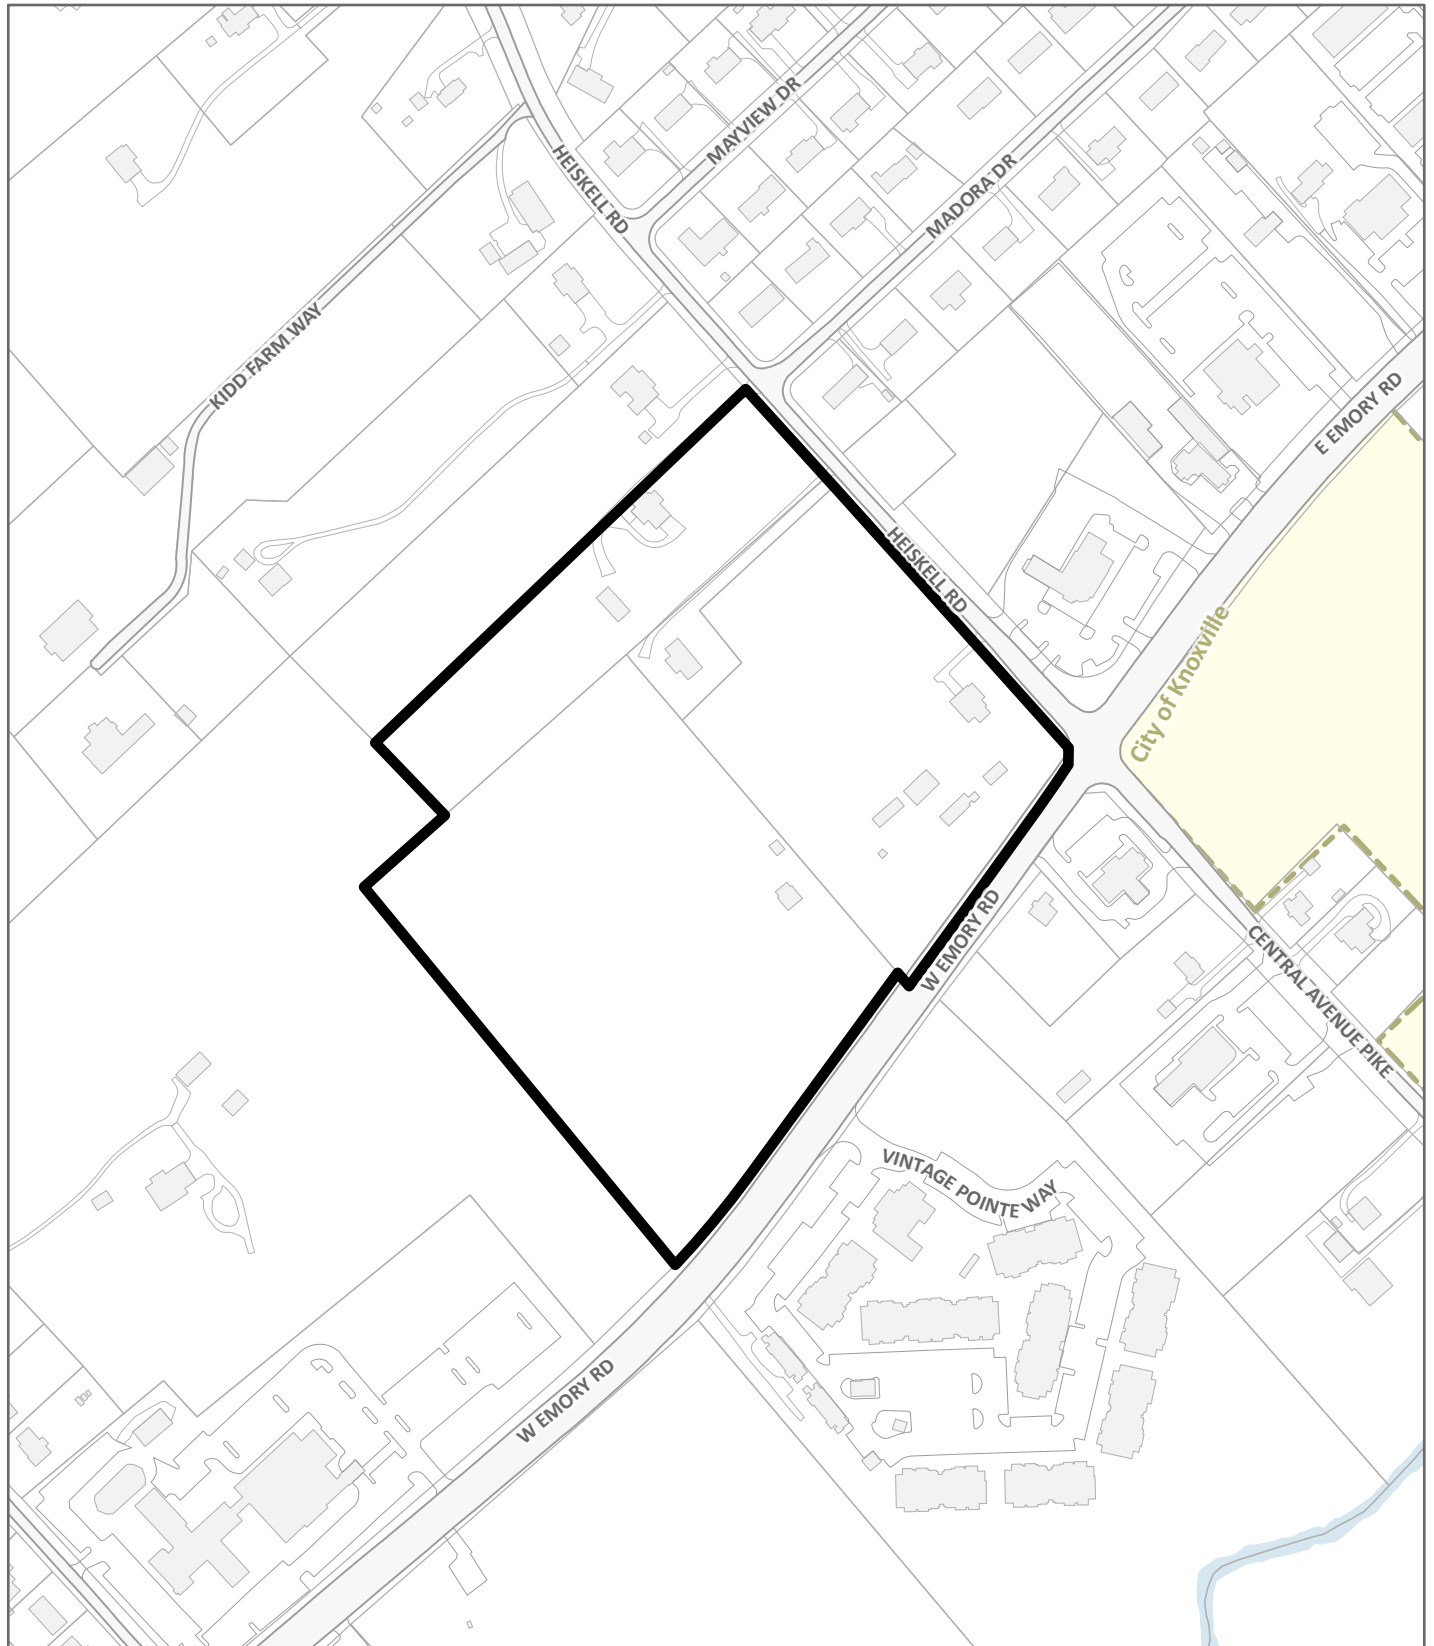 MAYVIEW DR
HEISKELL RD
MADORA DR
KIDD FARM WAY
E EMORY RD
HEISKELL RD
City of Knoxville
W EMORY RD
CENTRAL AVENUE PIKE
VINTAGE POINTE WAY
W EMORY RD